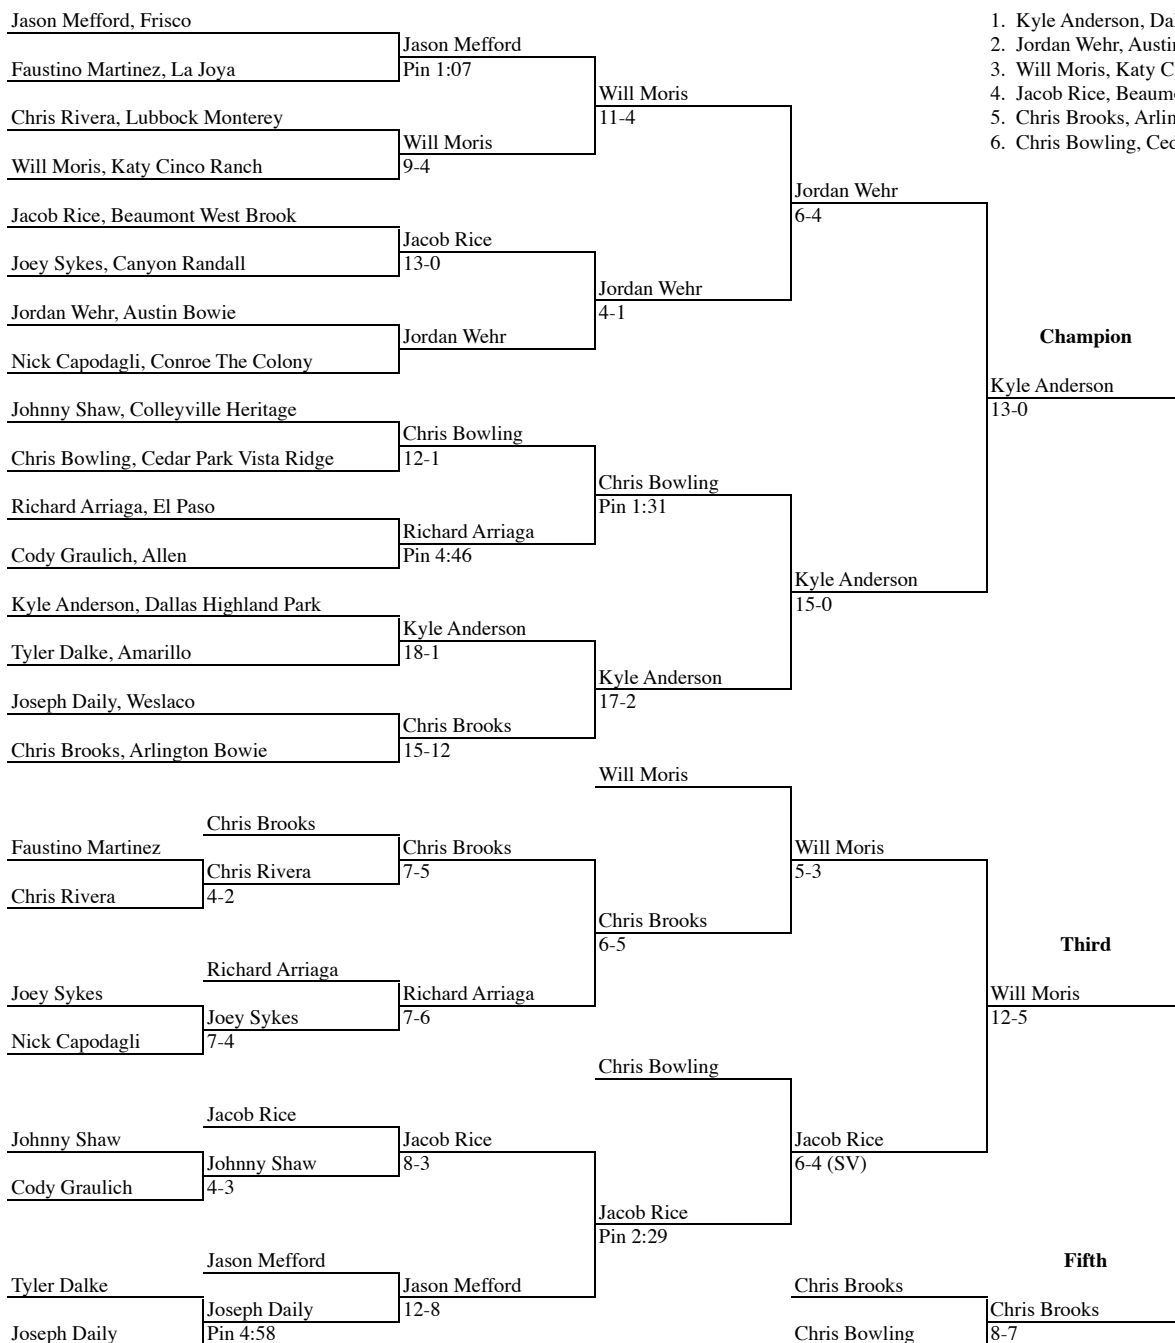 Jason Mefford, Frisco
1. Kyle Anderson, Dal
Jason Mefford
2. Jordan Wehr, Austin
Faustino Martinez, La Joya
Pin 1:07
3. Will Moris, Katy C
Will Moris
4. Jacob Rice, Beaum
Chris Rivera, Lubbock Monterey
11-4
5. Chris Brooks, Arlin
Will Moris
6. Chris Bowling, Ced
Will Moris, Katy Cinco Ranch
9-4
Jordan Wehr
Jacob Rice, Beaumont West Brook
6-4
Jacob Rice
Joey Sykes, Canyon Randall
13-0
Jordan Wehr
Jordan Wehr, Austin Bowie
4-1
Jordan Wehr
Champion
Nick Capodagli, Conroe The Colony
Kyle Anderson
Johnny Shaw, Colleyville Heritage
13-0
Chris Bowling
Chris Bowling, Cedar Park Vista Ridge
12-1
Chris Bowling
Richard Arriaga, El Paso
Pin 1:31
Richard Arriaga
Cody Graulich, Allen
Pin 4:46
Kyle Anderson
Kyle Anderson, Dallas Highland Park
15-0
Kyle Anderson
Tyler Dalke, Amarillo
18-1
Kyle Anderson
Joseph Daily, Weslaco
17-2
Chris Brooks
Chris Brooks, Arlington Bowie
15-12
Will Moris
Chris Brooks
Faustino Martinez
Chris Brooks
Will Moris
Chris Rivera
7-5
5-3
Chris Rivera
4-2
Chris Brooks
6-5
Third
Richard Arriaga
Joey Sykes
Richard Arriaga
Will Moris
Joey Sykes
7-6
12-5
Nick Capodagli
7-4
Chris Bowling
Jacob Rice
Johnny Shaw
Jacob Rice
Jacob Rice
Johnny Shaw
8-3
6-4 (SV)
Cody Graulich
4-3
Jacob Rice
Pin 2:29
Jason Mefford
Fifth
Tyler Dalke
Jason Mefford
Chris Brooks
Joseph Daily
12-8
Chris Brooks
Joseph Daily
Pin 4:58
Chris Bowling
8-7